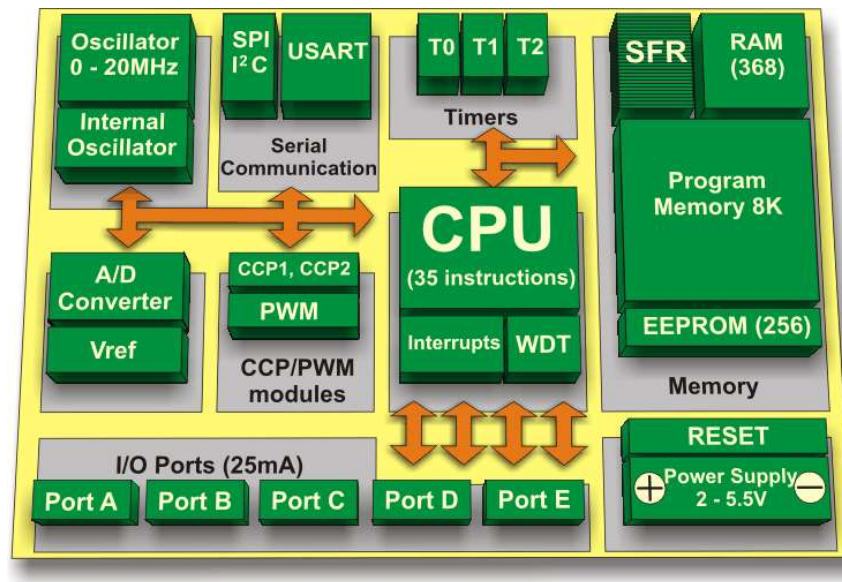 Oscillator
0 - 20MHz
Internal
Oscillator
SPI
I²C
USART
Serial
Communication
T0
T1
T2
Timers
SFR
RAM
(368)
Program
Memory 8K
EEPROM (256)
Memory
CPU
(35 instructions)
Interrupts
WDT
A/D
Converter
Vref
CCP1, CCP2
PWM
CCP/PWM
modules
I/O Ports (25mA)
Port A
Port B
Port C
Port D
Port E
RESET
+
Power Supply
2 - 5.5V
−